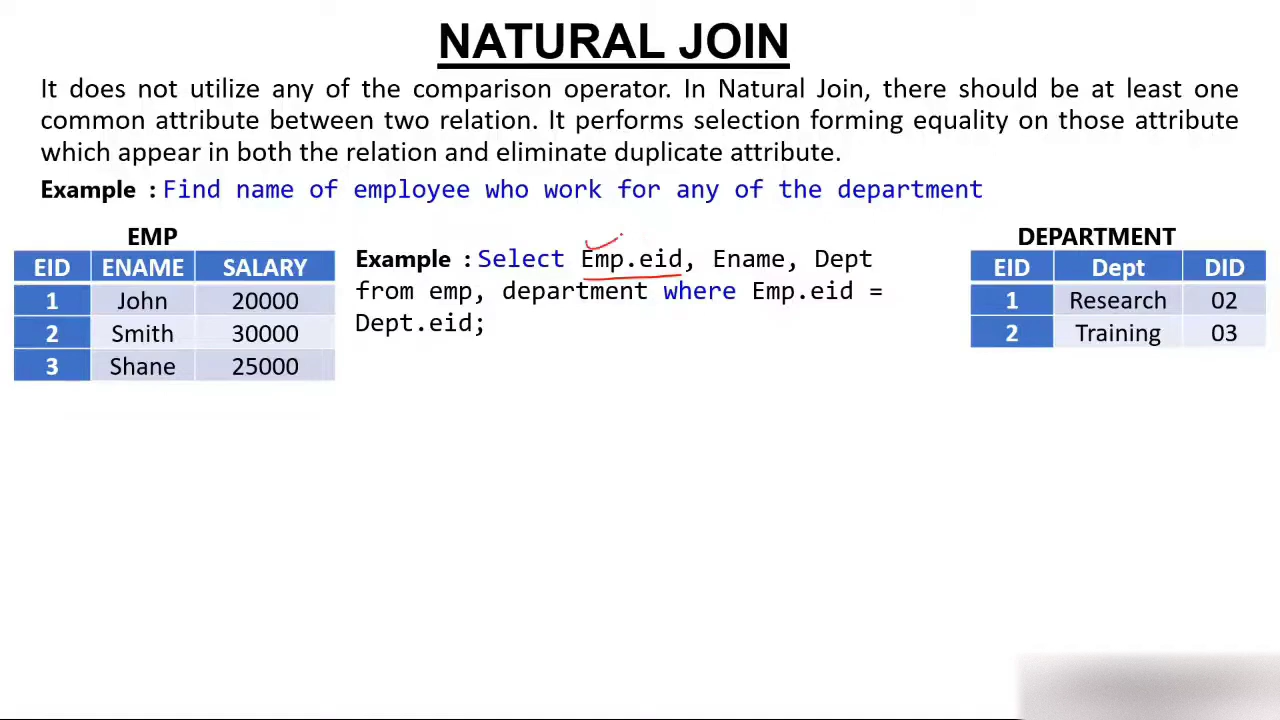 NATURAL JOIN
It does not utilize any of the comparison operator. In Natural Join, there should be at least one
common attribute between two relation. It performs selection forming equality on those attribute
which appear in both the relation and eliminate duplicate attribute.
Example : Find name of employee who work for any of the department
EMP
EID ENAME SALARY
1 John 20000
2 Smith 30000
3 Shane 25000
Example : Select Emp.eid, Ename, Dept
from emp, department where Emp.eid =
Dept.eid;
DEPARTMENT
EID Dept DID
1 Research 02
2 Training 03